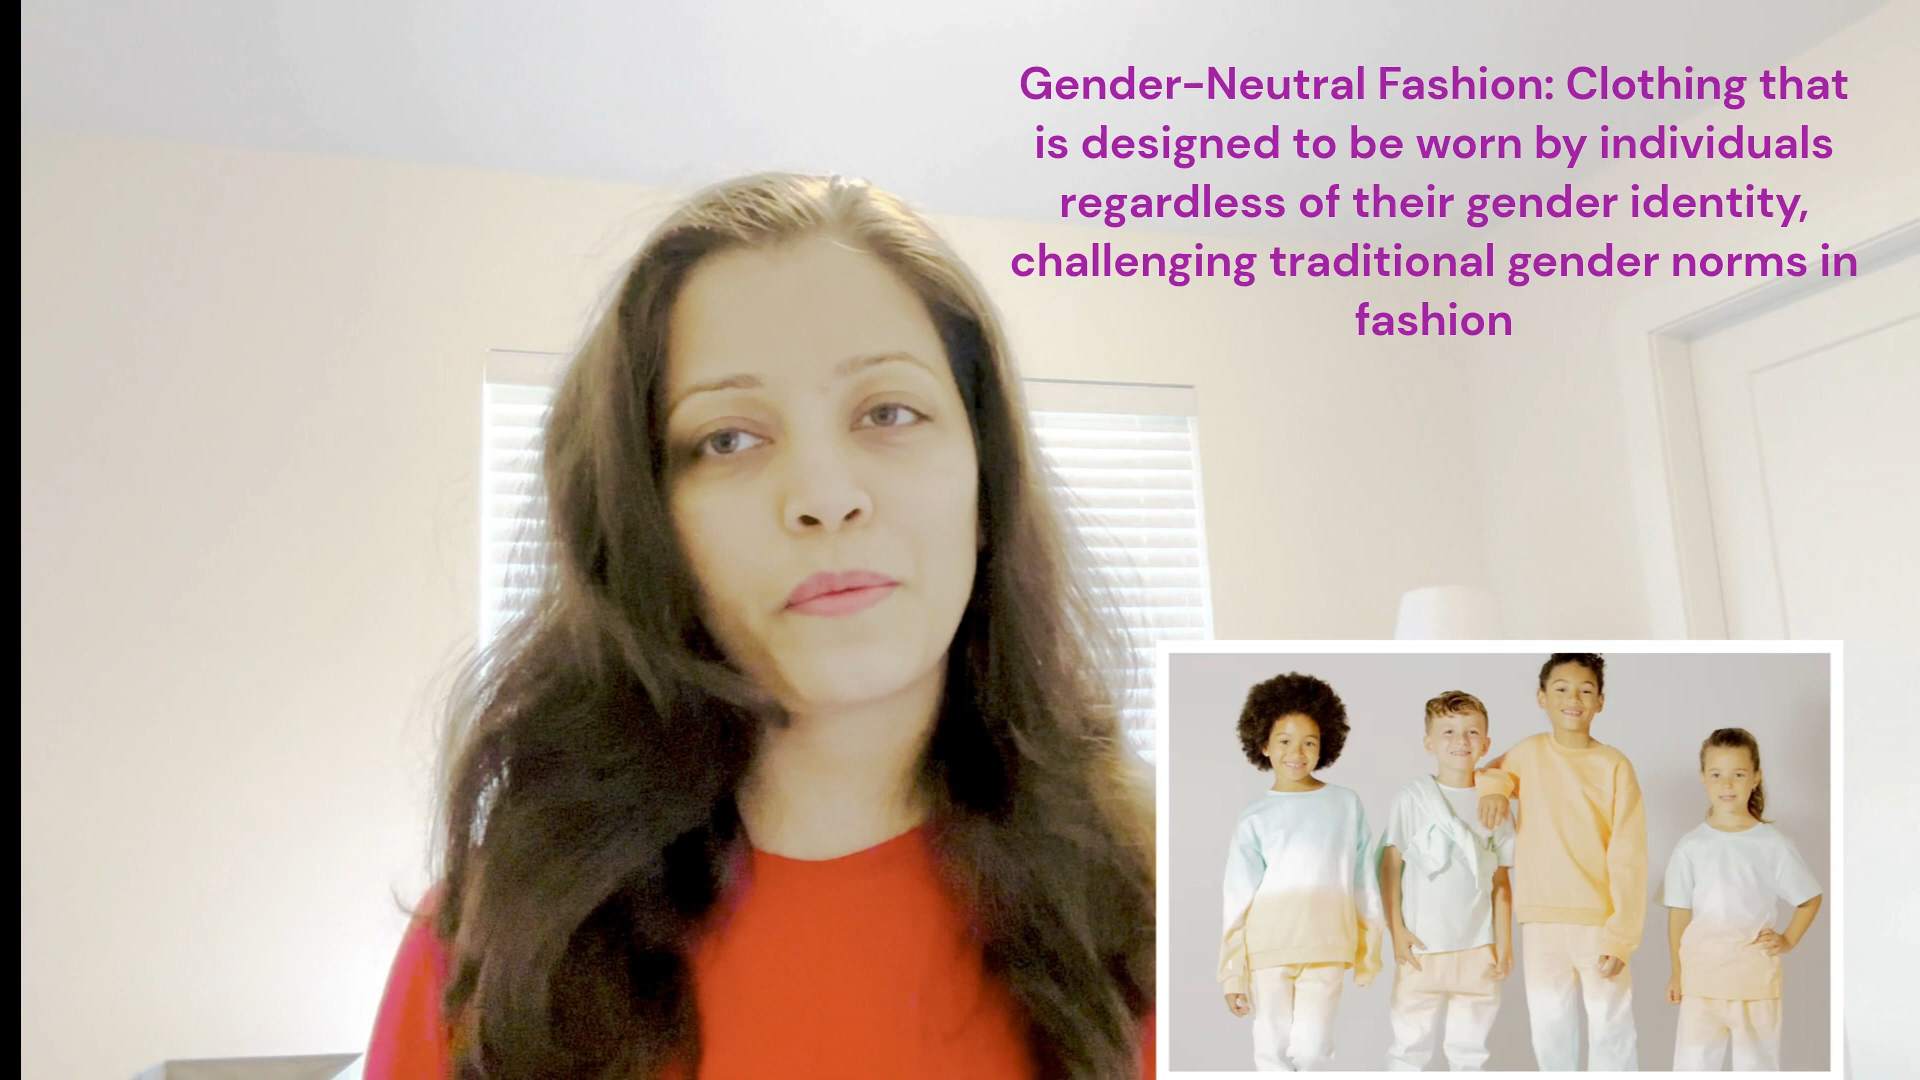 Gender-Neutral Fashion: Clothing that
is designed to be worn by individuals
regardless of their gender identity,
challenging traditional gender norms in
fashion